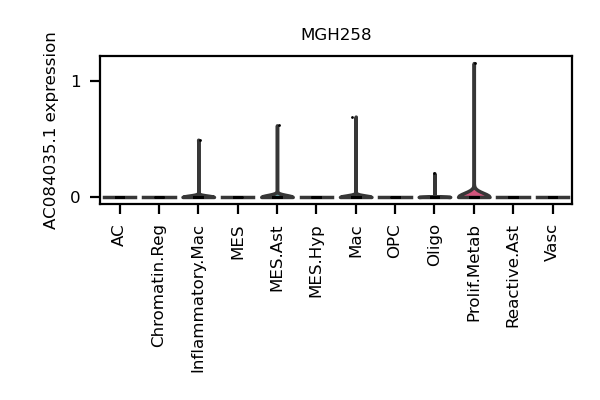 MGH258
AC084035.1 expression
1
0
AC
Chromatin.Reg
Inflammatory.Mac
MES
MES.Ast
MES.Hyp
Mac
OPC
Oligo
Prolif.Metab
Reactive.Ast
Vasc